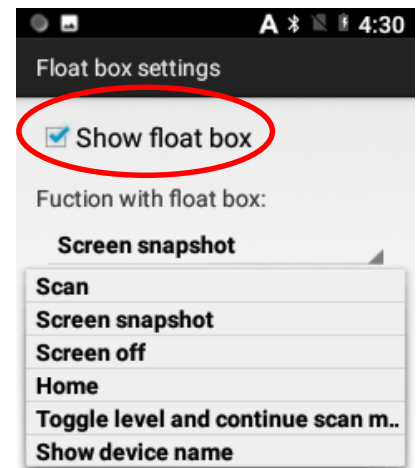 A 4:30
Float box settings
Show float box
Fuction with float box:
Screen snapshot
Scan
Screen snapshot
Screen off
Home
Toggle level and continue scan m..
Show device name